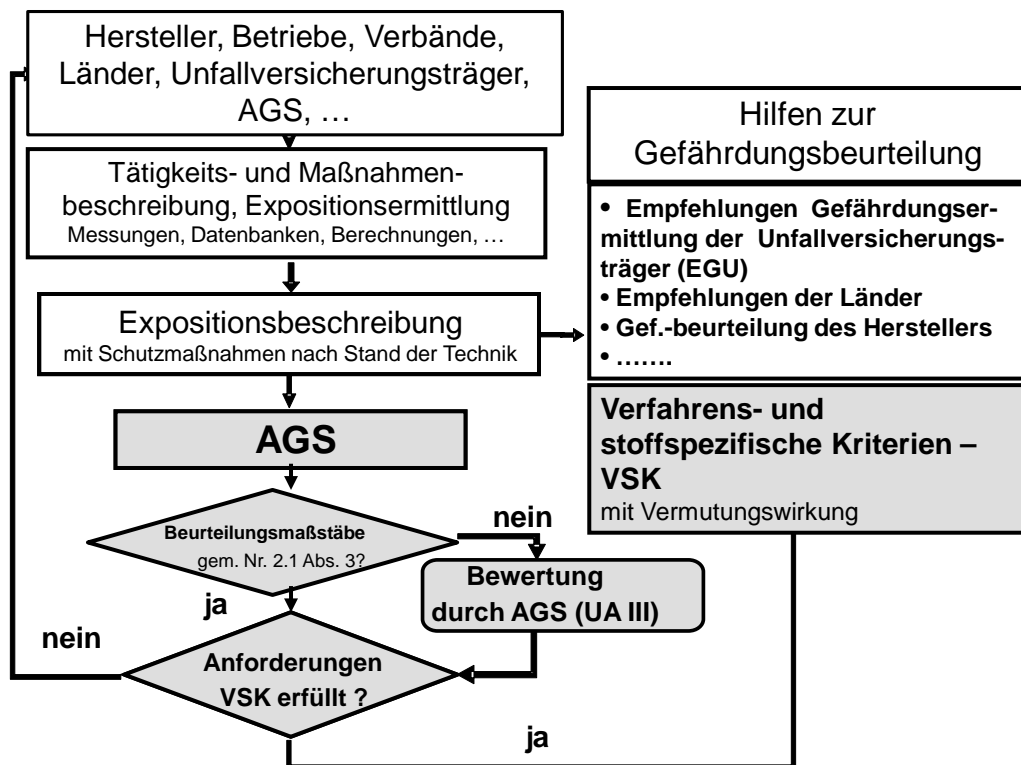 Hersteller, Betriebe, Verbände,
Länder, Unfallversicherungsträger,
AGS, …
Tätigkeits- und Maßnahmen-
beschreibung, Expositionsermittlung
Messungen, Datenbanken, Berechnungen, …
Expositionsbeschreibung
mit Schutzmaßnahmen nach Stand der Technik
AGS
Beurteilungsmaßstäbe
gem. Nr. 2.1 Abs. 3?
nein
Bewertung
durch AGS (UA III)
ja
nein
Anforderungen
VSK erfüllt ?
ja
Hilfen zur
Gefährdungsbeurteilung
• Empfehlungen Gefährdungser-
mittlung der Unfallversicherungs-
träger (EGU)
• Empfehlungen der Länder
• Gef.-beurteilung des Herstellers
• …….
Verfahrens- und
stoffspezifische Kriterien –
VSK
mit Vermutungswirkung